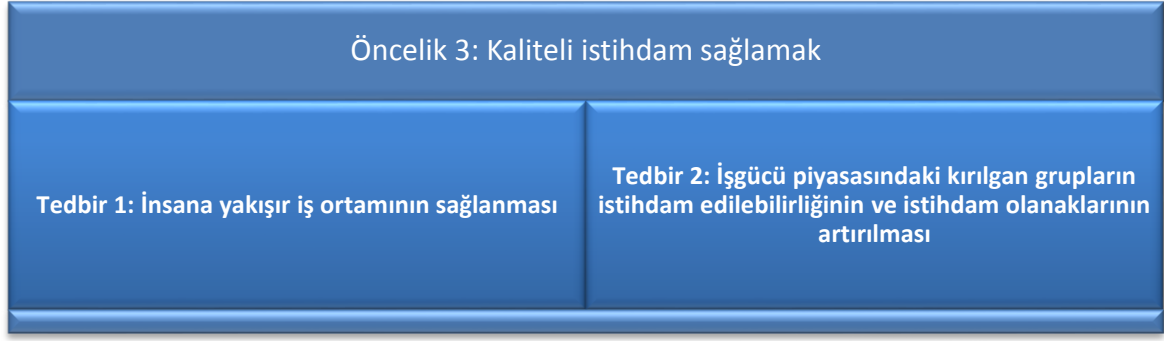 Öncelik 3: Kaliteli istihdam sağlamak
Tedbir 1: İnsana yakışır iş ortamının sağlanması
Tedbir 2: İşgücü piyasasındaki kırılgan grupların
istihdam edilebilirliğinin ve istihdam olanaklarının
artırılması